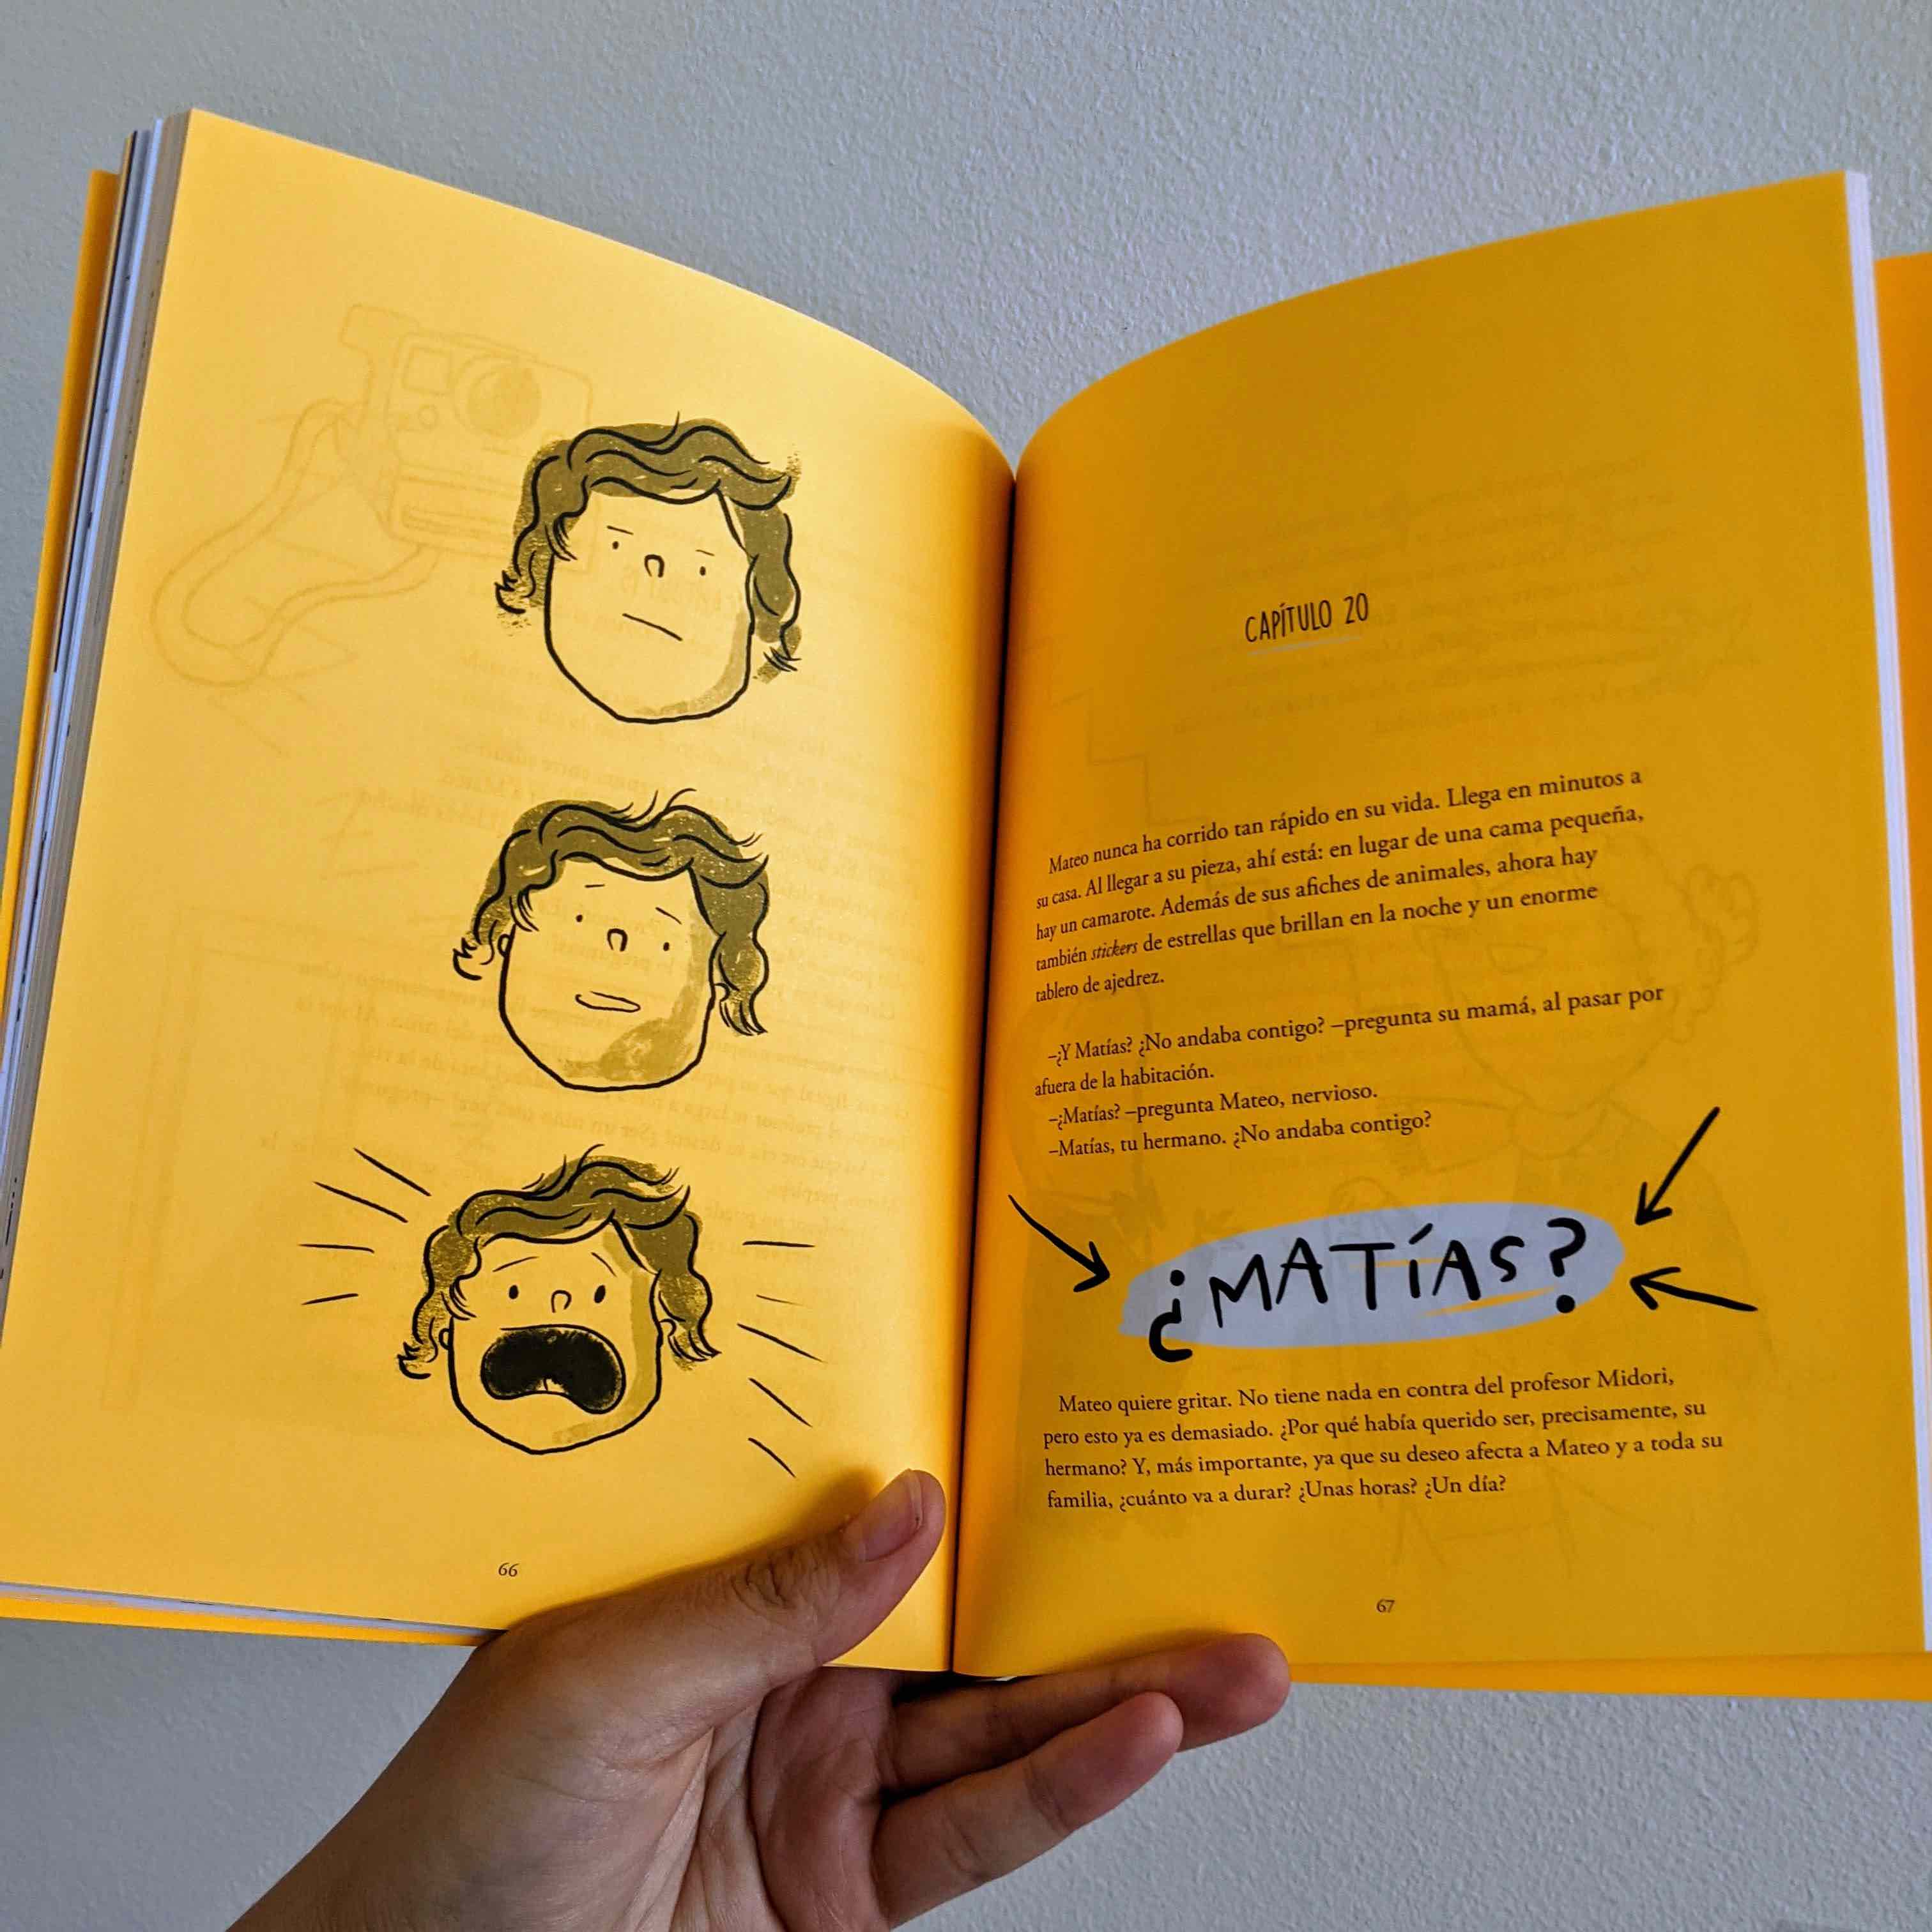 66
CAPÍTULO 20
Mateo nunca ha corrido tan rápido en su vida. Llega en minutos a
su casa. Al llegar a su pieza, ahí está: en lugar de una cama pequeña,
hay un camarote. Además de sus afiches de animales, ahora hay
también stickers de estrellas que brillan en la noche y un enorme
tablero de ajedrez.
–¿Y Matías? ¿No andaba contigo? –pregunta su mamá, al pasar por
afuera de la habitación.
–¿Matías? –pregunta Mateo, nervioso.
–Matías, tu hermano. ¿No andaba contigo?
¿MATÍAS?
Mateo quiere gritar. No tiene nada en contra del profesor Midori,
pero esto ya es demasiado. ¿Por qué había querido ser, precisamente, su
hermano? Y, más importante, ya que su deseo afecta a Mateo y a toda su
familia, ¿cuánto va a durar? ¿Unas horas? ¿Un día?
67